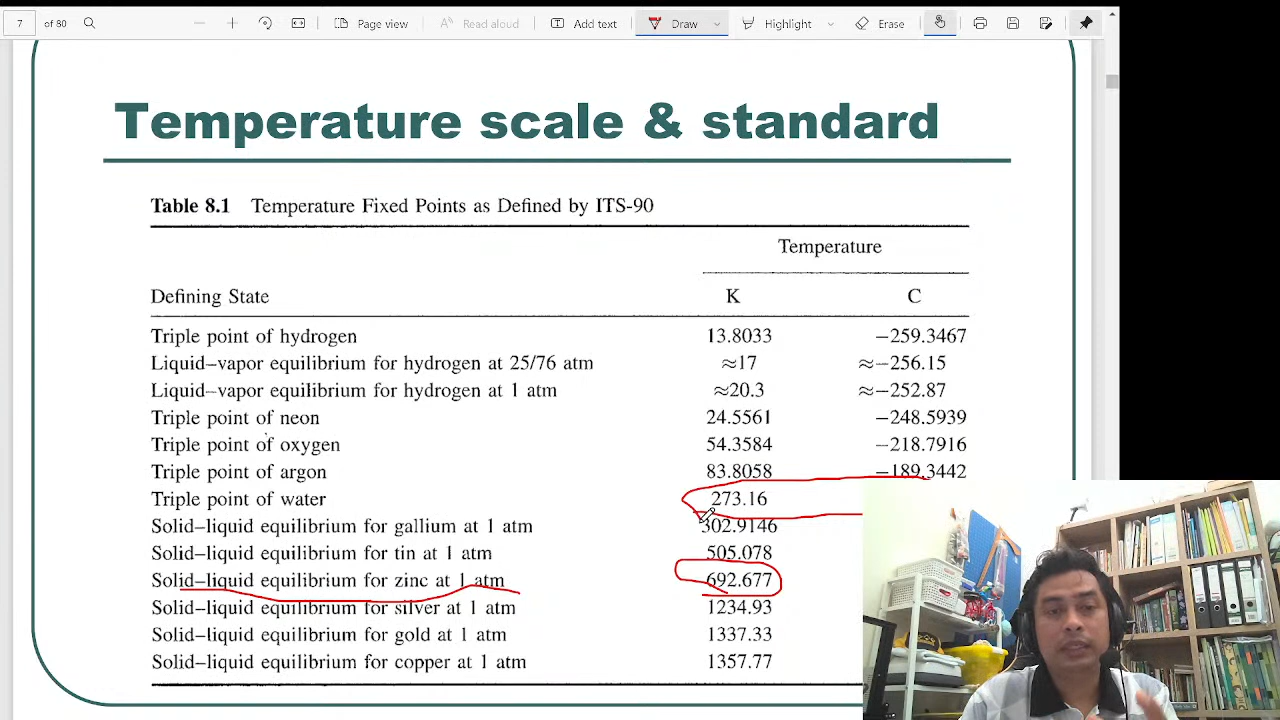 7 of 80 Page view Read aloud Add text Draw Highlight Erase
Temperature scale & standard
Table 8.1 Temperature Fixed Points as Defined by ITS-90
Temperature
Defining State K C
Triple point of hydrogen 13.8033 −259.3467
Liquid–vapor equilibrium for hydrogen at 25/76 atm ≈17 ≈−256.15
Liquid–vapor equilibrium for hydrogen at 1 atm ≈20.3 ≈−252.87
Triple point of neon 24.5561 −248.5939
Triple point of oxygen 54.3584 −218.7916
Triple point of argon 83.8058 −189.3442
Triple point of water 273.16
Solid–liquid equilibrium for gallium at 1 atm 302.9146
Solid–liquid equilibrium for tin at 1 atm 505.078
Solid–liquid equilibrium for zinc at 1 atm 692.677
Solid–liquid equilibrium for silver at 1 atm 1234.93
Solid–liquid equilibrium for gold at 1 atm 1337.33
Solid–liquid equilibrium for copper at 1 atm 1357.77